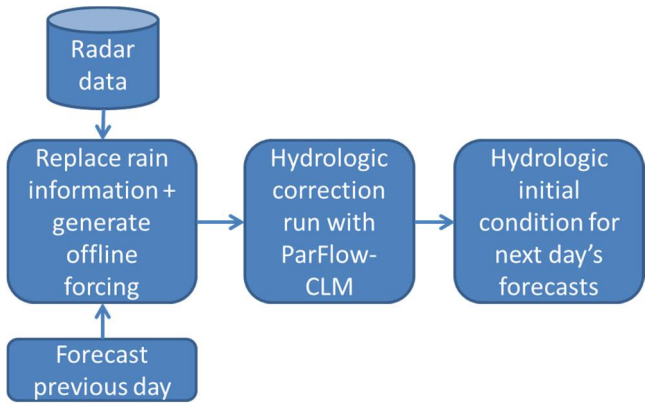 Radar
data
Replace rain
information +
generate
offline
forcing
Hydrologic
correction
run with
ParFlow-
CLM
Hydrologic
initial
condition for
next day's
forecasts
Forecast
previous day